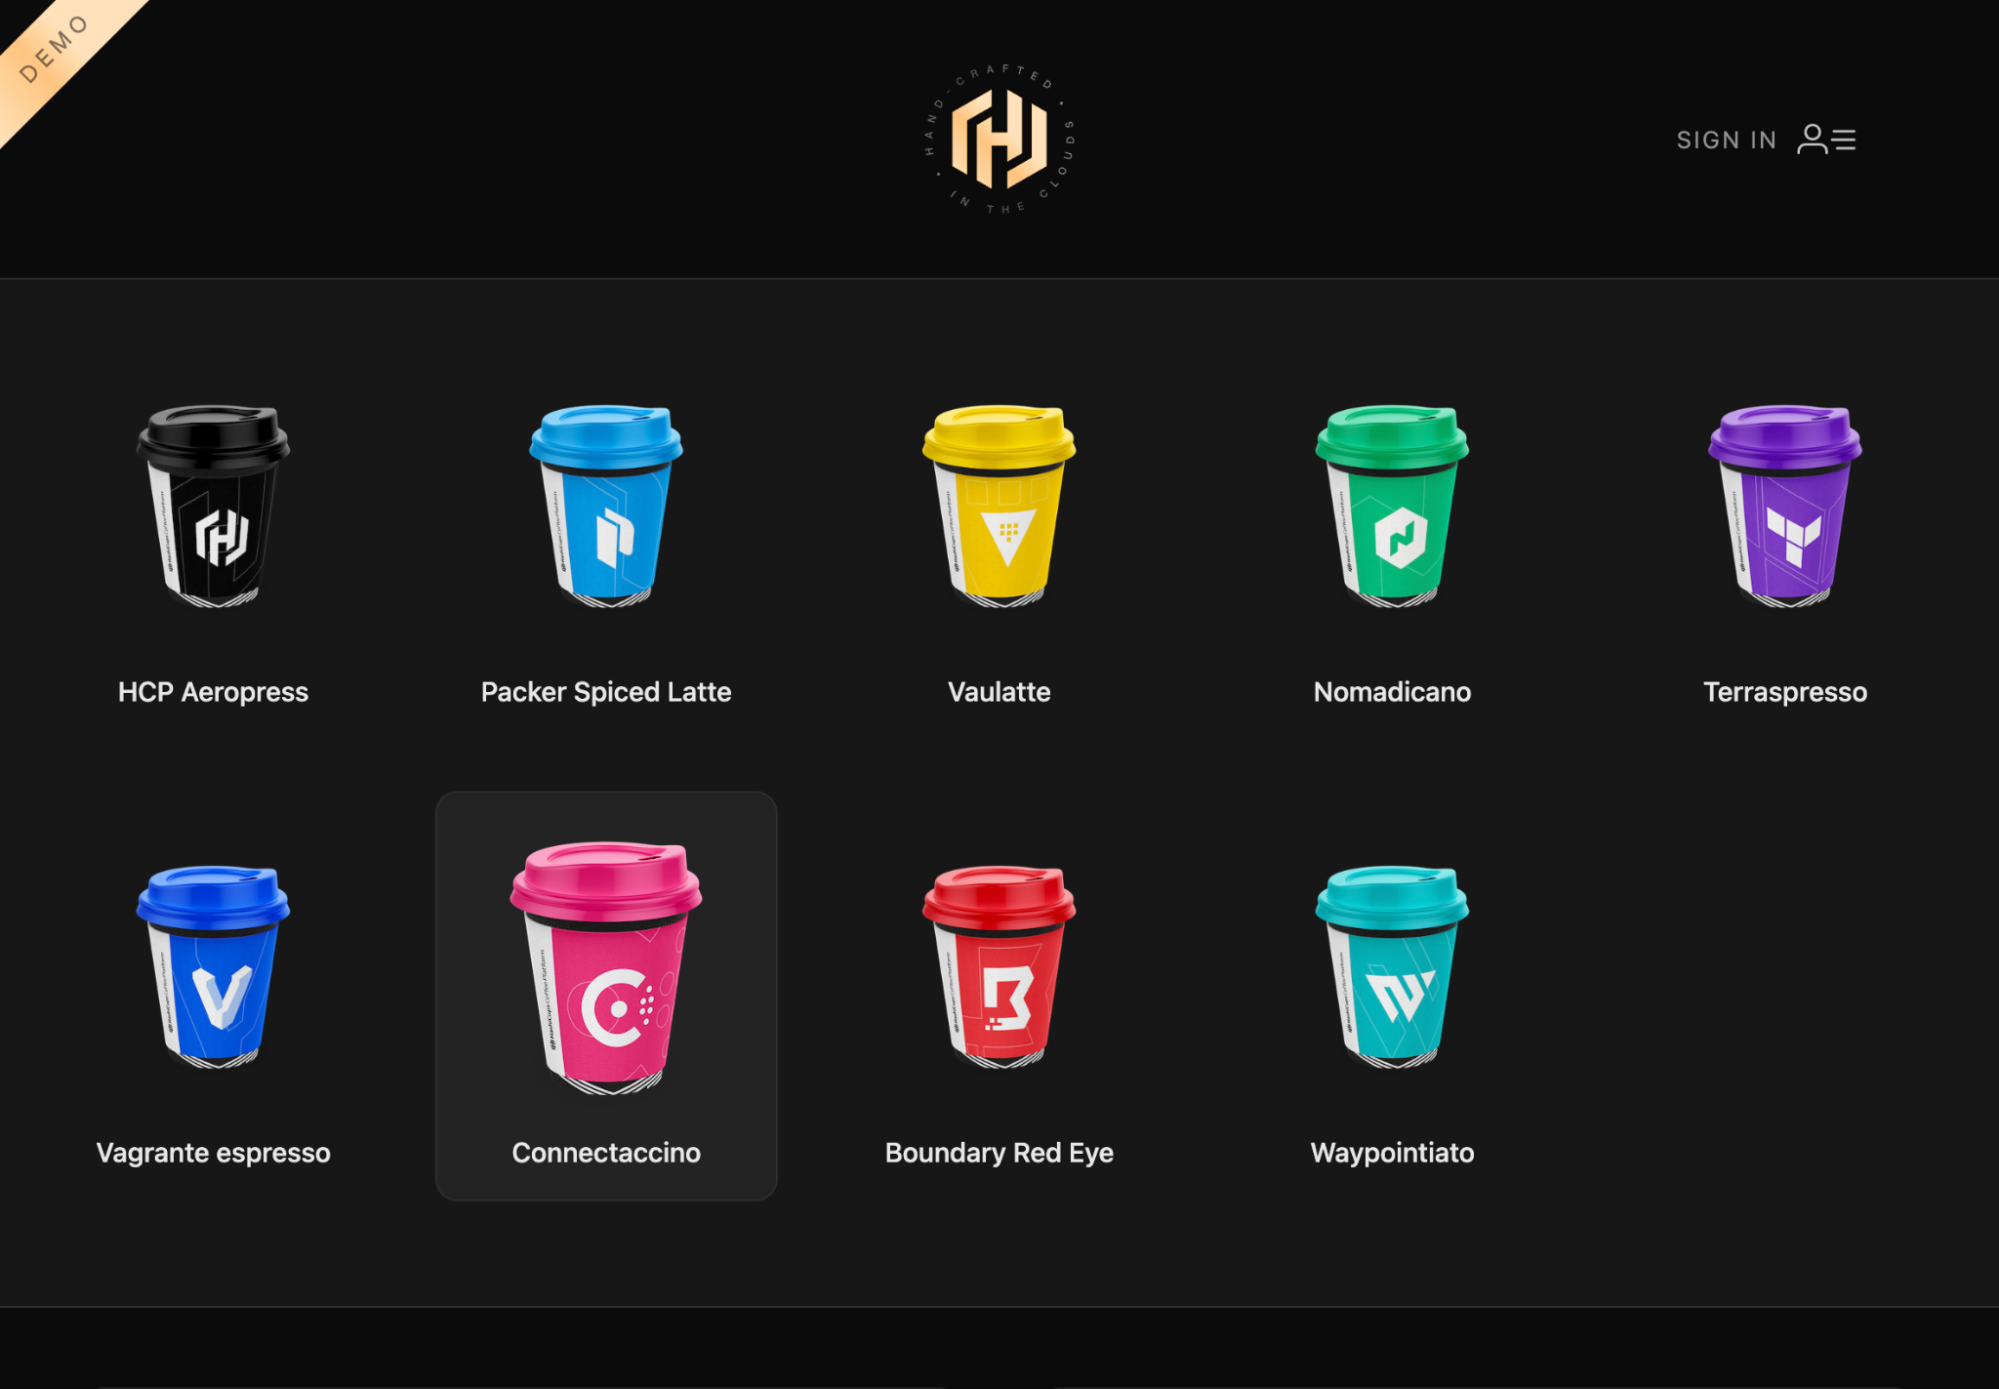 DEMO
HAND-CRAFTED • IN THE CLOUDS •
SIGN IN
HCP Aeropress
Packer Spiced Latte
Vaulatte
Nomadicano
Terraspresso
Vagrante espresso
Connectaccino
Boundary Red Eye
Waypointiato